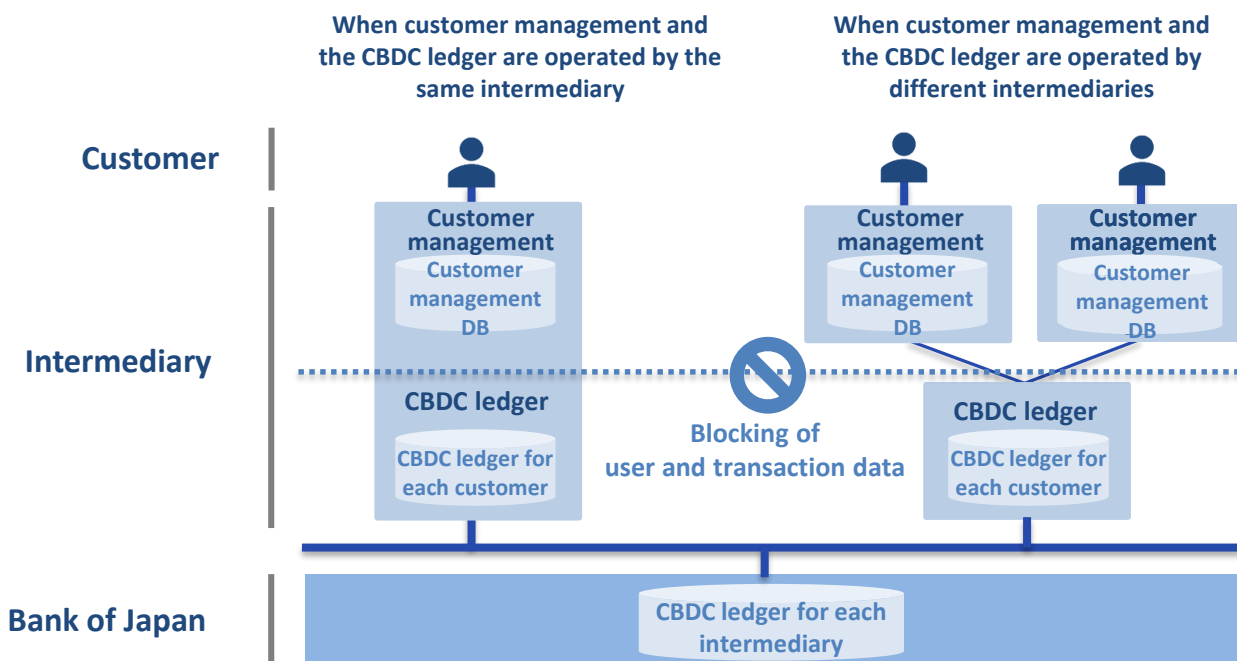 When customer management and
the CBDC ledger are operated by the
same intermediary
When customer management and
the CBDC ledger are operated by
different intermediaries
Customer
Customer
management
Customer
management
DB
Customer
management
Customer
management
DB
Customer
management
Customer
management
DB
Intermediary
CBDC ledger
CBDC ledger for
each customer
Blocking of
user and transaction data
CBDC ledger
CBDC ledger for
each customer
Bank of Japan
CBDC ledger for each
intermediary